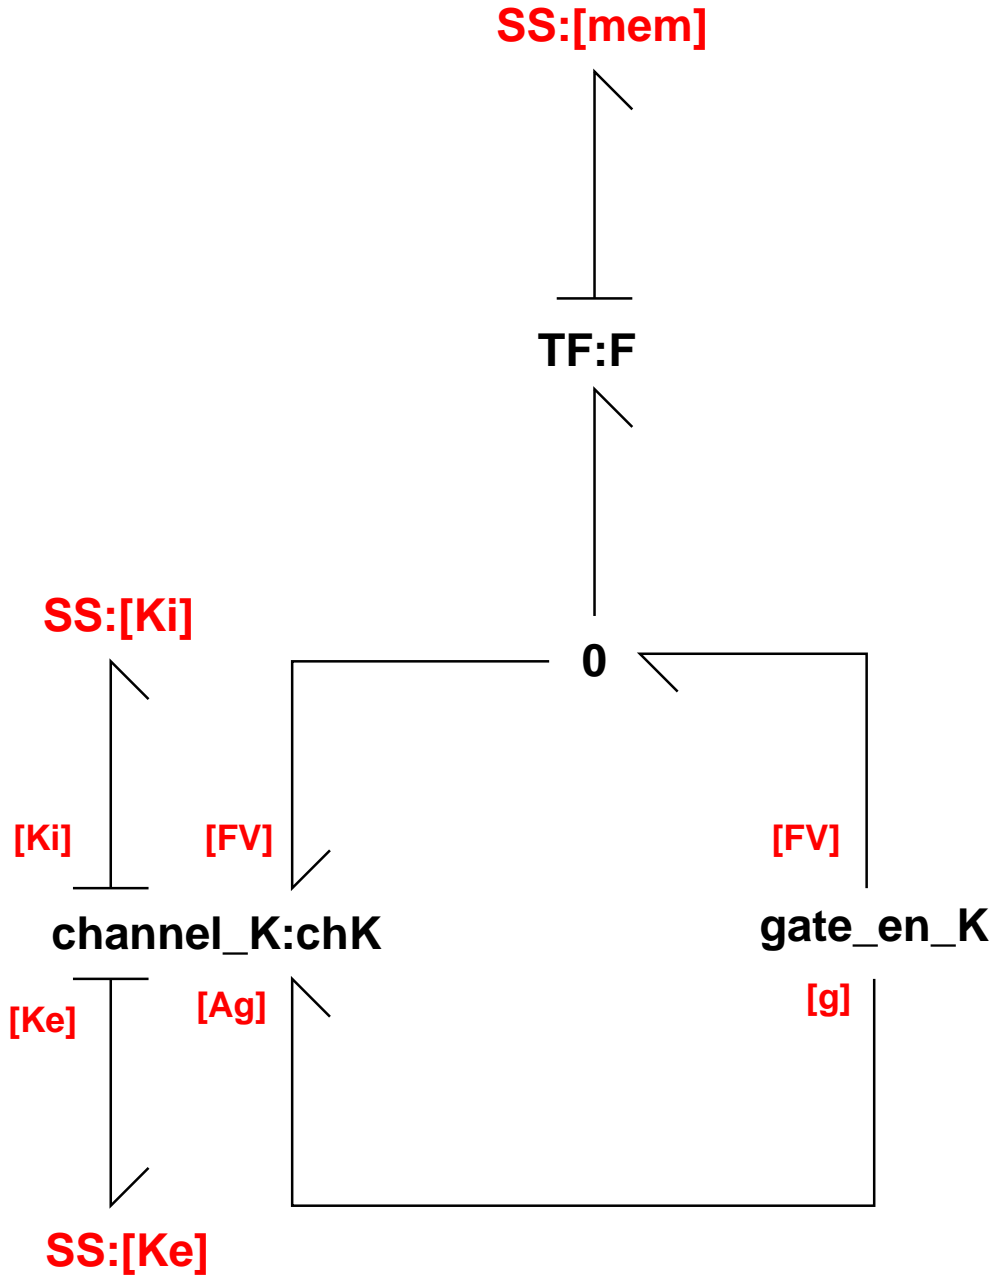 SS:[mem]
TF:F
SS:[Ki]
0
[Ki]
[FV]
[FV]
channel_K:chK
gate_en_K
[Ke]
[Ag]
[g]
SS:[Ke]